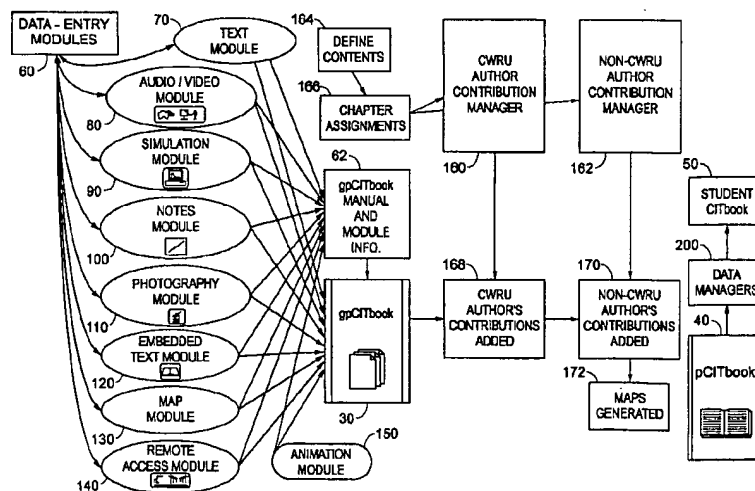 DATA - ENTRY
MODULES
60
70
TEXT
MODULE
80
AUDIO / VIDEO
MODULE
90
SIMULATION
MODULE
100
NOTES
MODULE
110
PHOTOGRAPHY
MODULE
120
EMBEDDED
TEXT MODULE
130
MAP
MODULE
140
REMOTE
ACCESS MODULE
150
ANIMATION
MODULE
62
gpCITbook
MANUAL
AND
MODULE
INFO.
gpCITbook
30
164
DEFINE
CONTENTS
166
CHAPTER
ASSIGNMENTS
CWRU
AUTHOR
CONTRIBUTION
MANAGER
160
NON-CWRU
AUTHOR
CONTRIBUTION
MANAGER
162
168
CWRU
AUTHOR'S
CONTRIBUTIONS
ADDED
170
NON-CWRU
AUTHOR'S
CONTRIBUTIONS
ADDED
172
MAPS
GENERATED
50
STUDENT
CITbook
200
DATA
MANAGERS
40
pCITbook